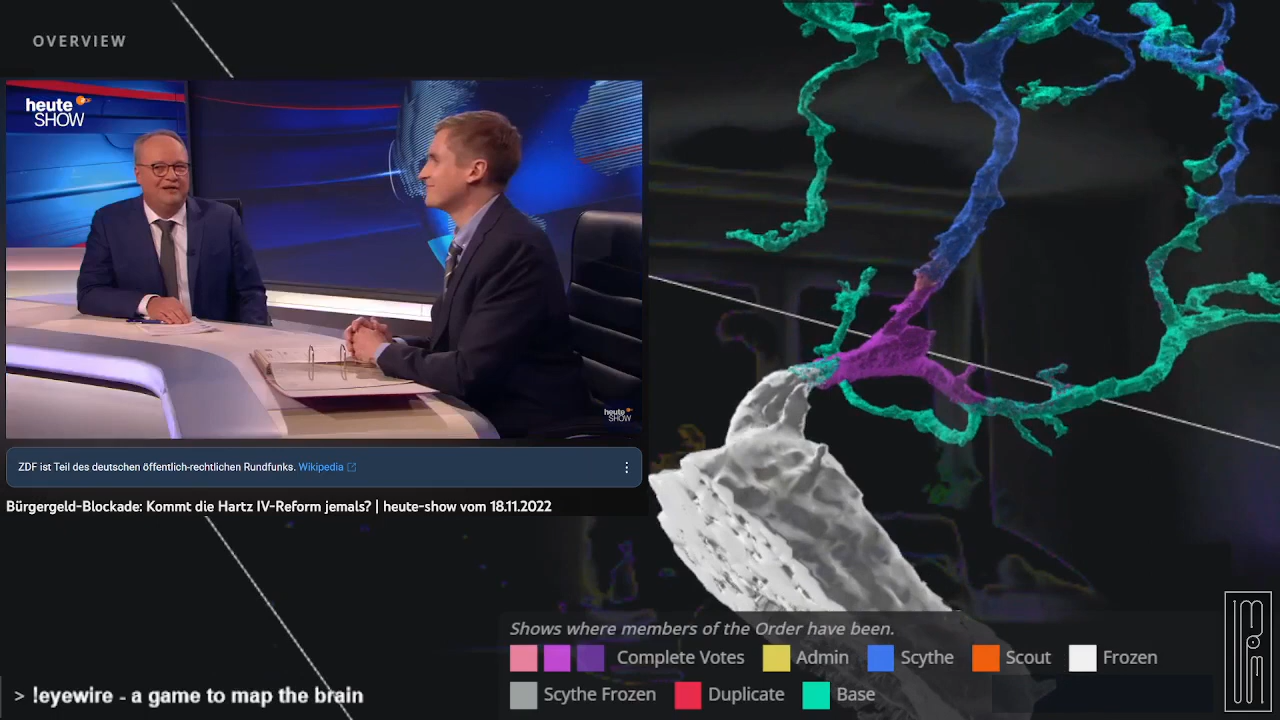 OVERVIEW
heute
SHOW
heute
SHOW
ZDF ist Teil des deutschen öffentlich-rechtlichen Rundfunks. Wikipedia
Bürgergeld-Blockade: Kommt die Hartz IV-Reform jemals? | heute-show vom 18.11.2022
Shows where members of the Order have been.
Complete Votes Admin Scythe Scout Frozen
Scythe Frozen Duplicate Base
> !eyewire - a game to map the brain